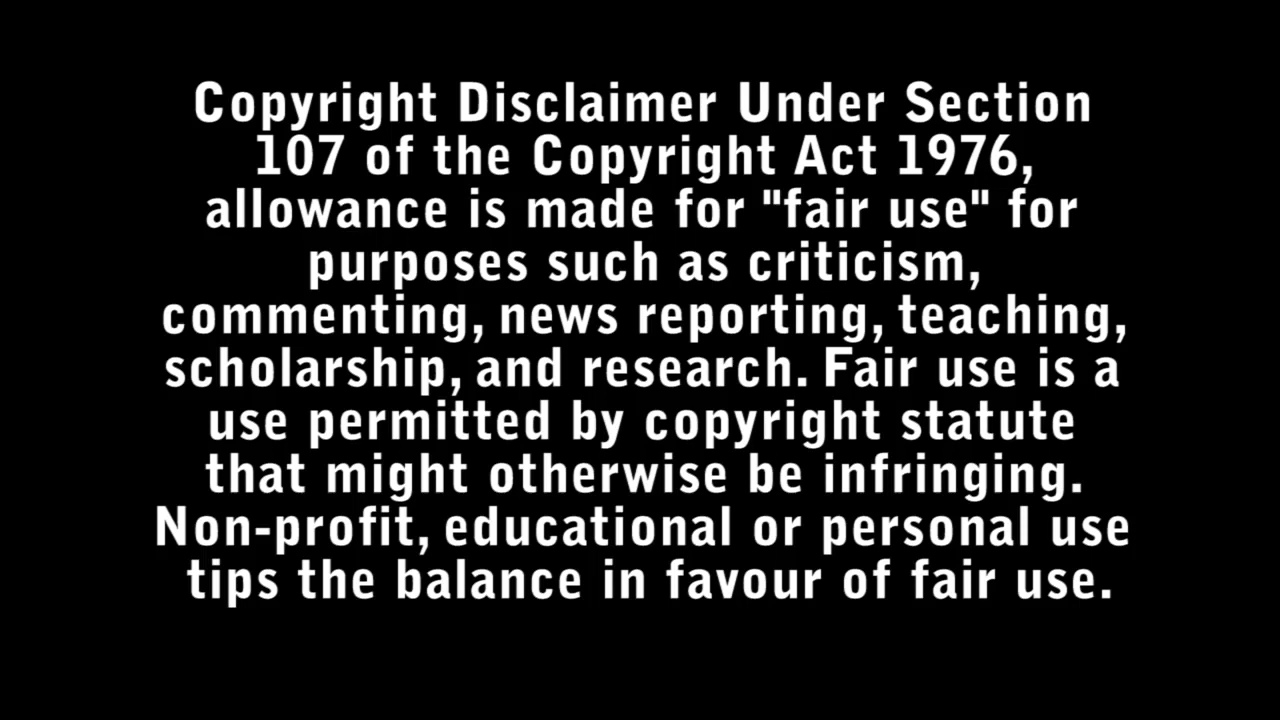 Copyright Disclaimer Under Section
107 of the Copyright Act 1976,
allowance is made for "fair use" for
purposes such as criticism,
commenting, news reporting, teaching,
scholarship, and research. Fair use is a
use permitted by copyright statute
that might otherwise be infringing.
Non-profit, educational or personal use
tips the balance in favour of fair use.